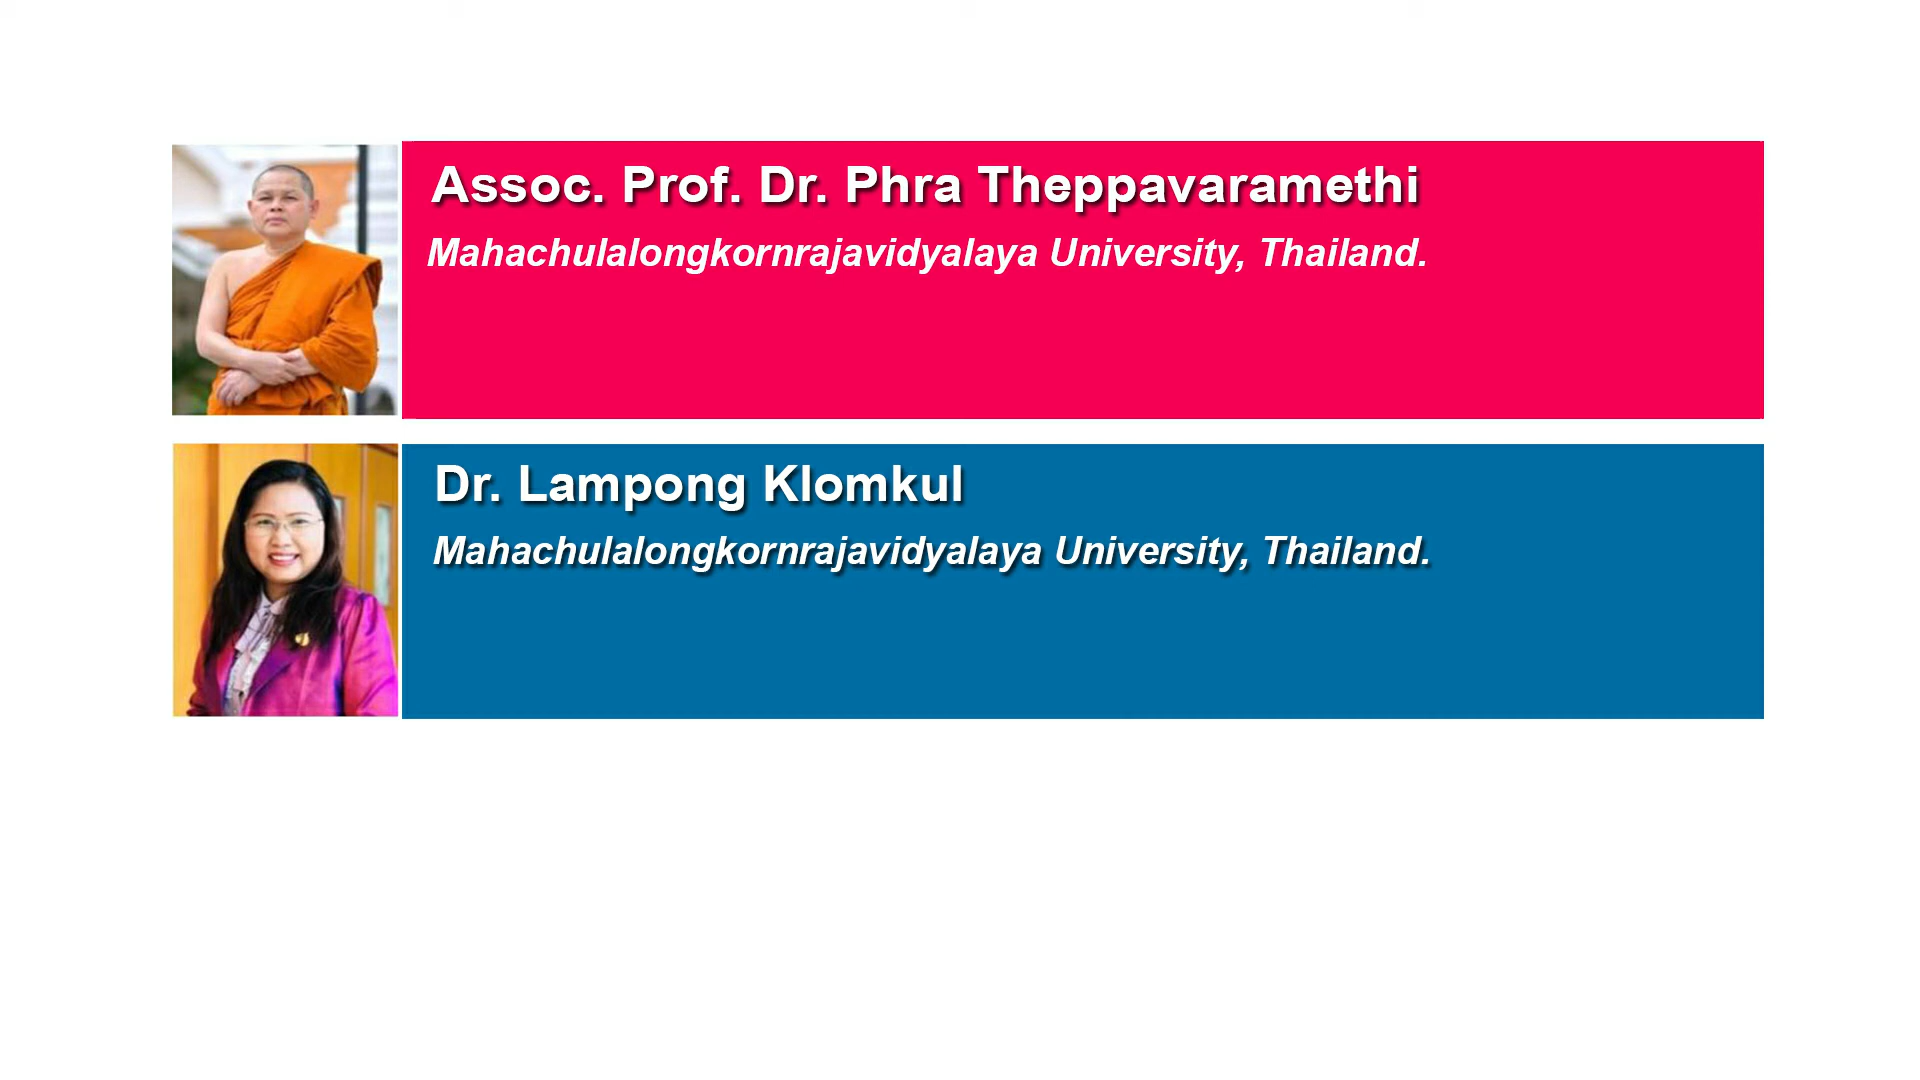 Assoc. Prof. Dr. Phra Theppavaramethi
Mahachulalongkornrajavidyalaya University, Thailand.
Dr. Lampong Klomkul
Mahachulalongkornrajavidyalaya University, Thailand.